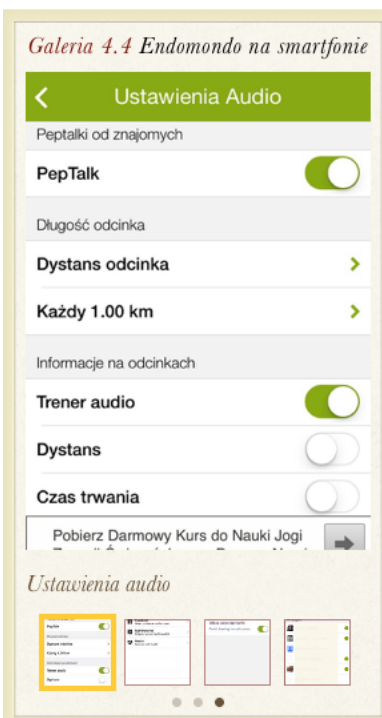 Galeria 4.4 Endomondo na smartfonie
Ustawienia Audio
Peptalki od znajomych
PepTalk
Długość odcinka
Dystans odcinka
Każdy 1.00 km
Informacje na odcinkach
Trener audio
Dystans
Czas trwania
Pobierz Darmowy Kurs do Nauki Jogi
Ustawienia audio